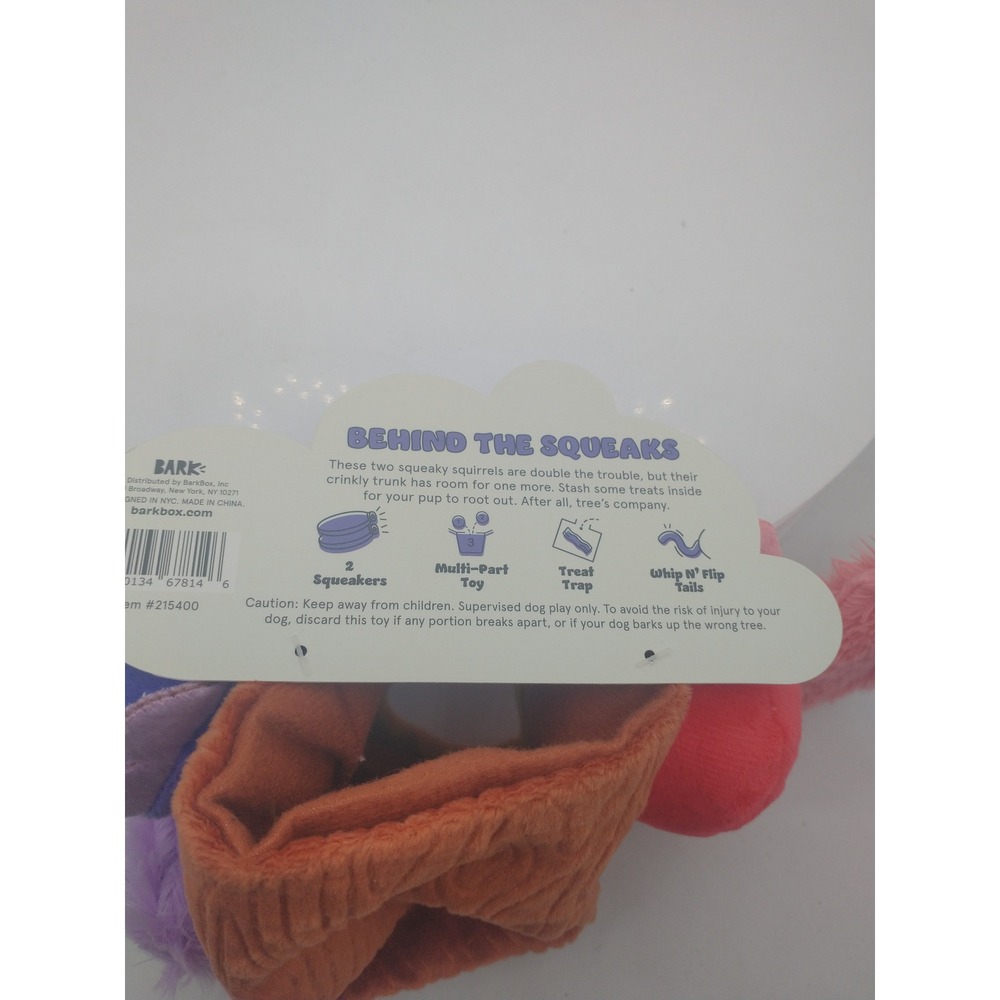 BARK
Distributed by BarkBox, Inc
Broadway, New York, NY 10271
GNED IN NYC. MADE IN CHINA.
barkbox.com
0134 67814 6
em #215400
BEHIND THE SQUEAKS
These two squeaky squirrels are double the trouble, but their
crinkly trunk has room for one more. Stash some treats inside
for your pup to root out. After all, tree's company.
2
Squeakers
1 2
3
Multi-Part
Toy
Treat
Trap
Whip N' Flip
Tails
Caution: Keep away from children. Supervised dog play only. To avoid the risk of injury to your
dog, discard this toy if any portion breaks apart, or if your dog barks up the wrong tree.